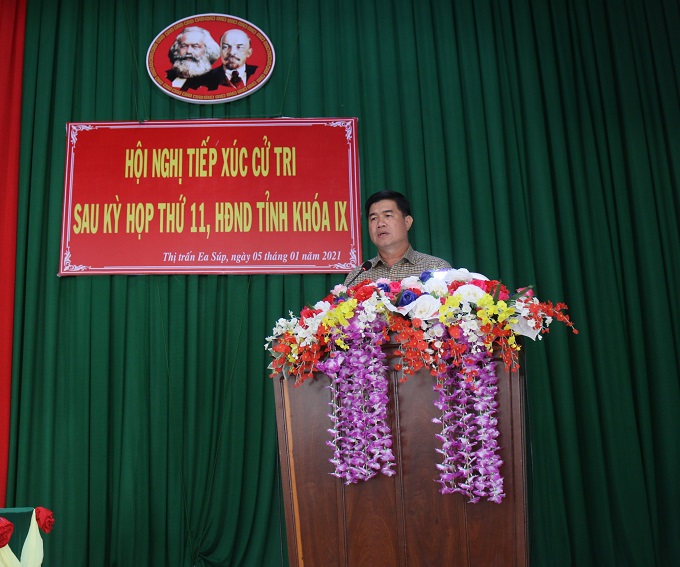 HỘI NGHỊ TIẾP XÚC CỬ TRI
SAU KỲ HỌP THỨ 11, HĐND TỈNH KHÓA IX
Thị trấn Ea Súp, ngày 05 tháng 01 năm 2021